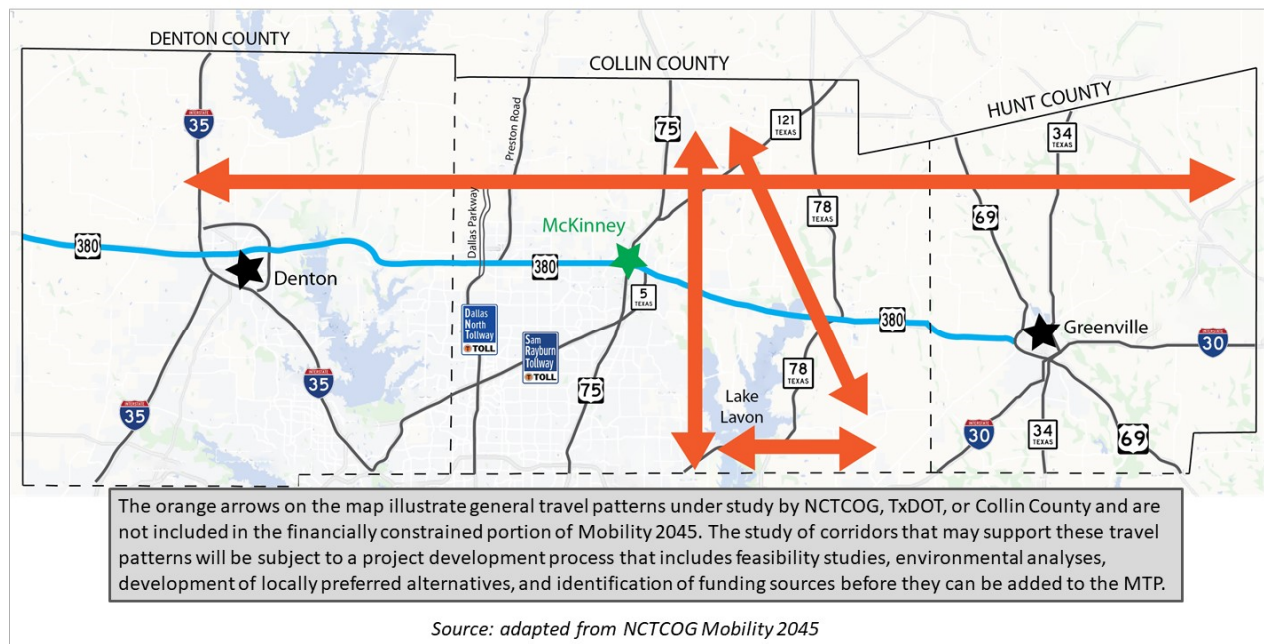 DENTON COUNTY
COLLIN COUNTY
HUNT COUNTY
INTERSTATE
35
Preston Road
75
121
TEXAS
34
TEXAS
78
TEXAS
69
Dallas Parkway
McKinney
380
Denton
380
5
TEXAS
Dallas
North
Tollway
TOLL
Sam
Rayburn
Tollway
TOLL
380
Greenville
INTERSTATE
30
INTERSTATE
35
INTERSTATE
35
75
78
TEXAS
Lake
Lavon
INTERSTATE
30
34
TEXAS
69
The orange arrows on the map illustrate general travel patterns under study by NCTCOG, TxDOT, or Collin County and are
not included in the financially constrained portion of Mobility 2045. The study of corridors that may support these travel
patterns will be subject to a project development process that includes feasibility studies, environmental analyses,
development of locally preferred alternatives, and identification of funding sources before they can be added to the MTP.
Source: adapted from NCTCOG Mobility 2045